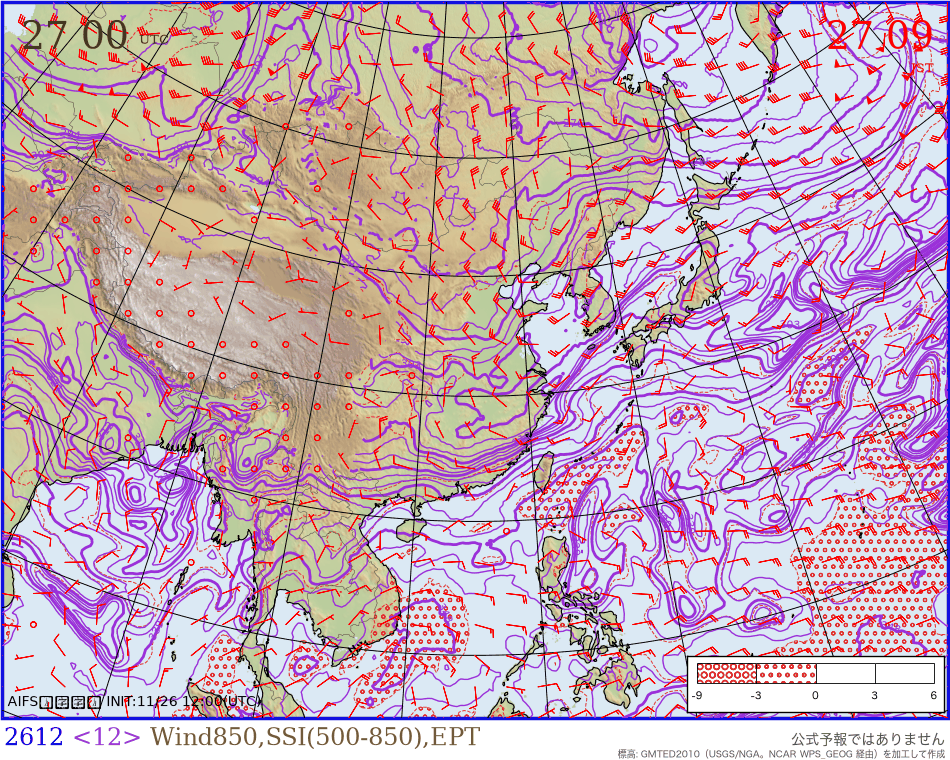 27 00 UTC
27 09
JST
AIFS INIT:11/26 12:00(UTC)
-9 -3 0 3 6
2612 <12> Wind850,SSI(500-850),EPT
公式予報ではありません
標高: GMTED2010（USGS/NGA。NCAR WPS_GEOG 経由）を加工して作成